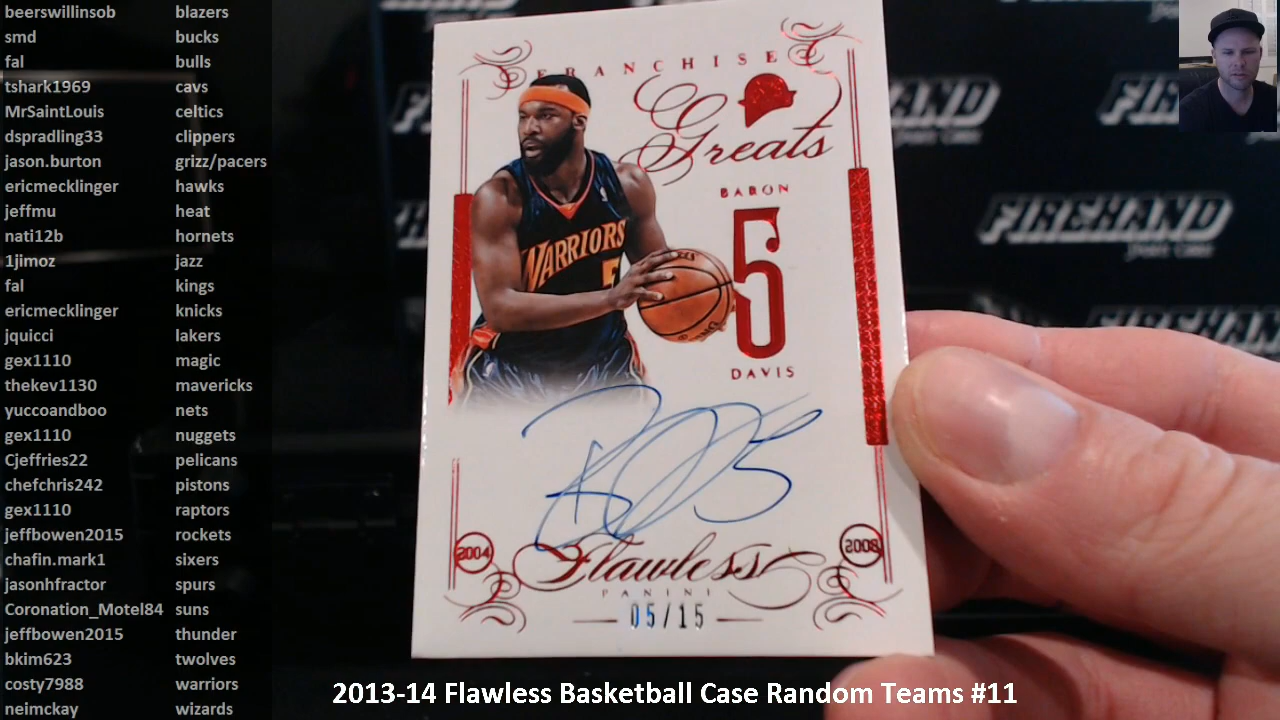 beerswillinsob blazers
smd bucks
fal bulls
tshark1969 cavs
MrSaintLouis celtics
dspradling33 clippers
jason.burton grizz/pacers
ericmecklinger hawks
jeffmu heat
nati12b hornets
1jimoz jazz
fal kings
ericmecklinger knicks
jquicci lakers
gex1110 magic
thekev1130 mavericks
yuccoandboo nets
gex1110 nuggets
Cjeffries22 pelicans
chefchris242 pistons
gex1110 raptors
jeffbowen2015 rockets
chafin.mark1 sixers
jasonhfractor spurs
Coronation_Motel84 suns
jeffbowen2015 thunder
bkim623 twolves
costy7988 warriors
neimckay wizards
FRANCHISE
Greats
BARON
5
DAVIS
WARRIORS
5
2004
2008
Flawless
PANINI
05/15
FIREHAND
FIREHAND
2013-14 Flawless Basketball Case Random Teams #11